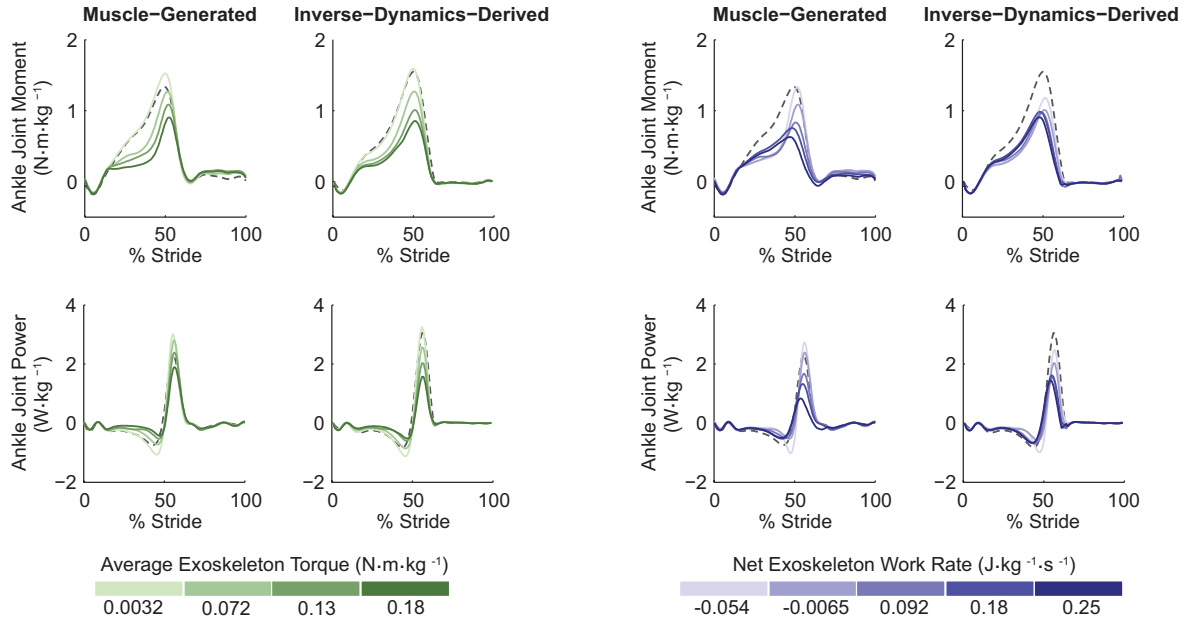 Muscle−Generated
Inverse−Dynamics−Derived
Muscle−Generated
Inverse−Dynamics−Derived
Ankle Joint Moment
(N·m·kg −1)
2
1
0
0
50
100
% Stride
2
1
0
0
50
100
% Stride
Ankle Joint Moment
(N·m·kg −1)
2
1
0
0
50
100
% Stride
2
1
0
0
50
100
% Stride
Ankle Joint Power
(W·kg −1)
4
2
0
−2
0
50
100
% Stride
4
2
0
−2
0
50
100
% Stride
Ankle Joint Power
(W·kg −1)
4
2
0
−2
0
50
100
% Stride
4
2
0
−2
0
50
100
% Stride
Average Exoskeleton Torque (N·m·kg -1)
0.0032 0.072 0.13 0.18
Net Exoskeleton Work Rate (J·kg -1·s -1)
-0.054 -0.0065 0.092 0.18 0.25